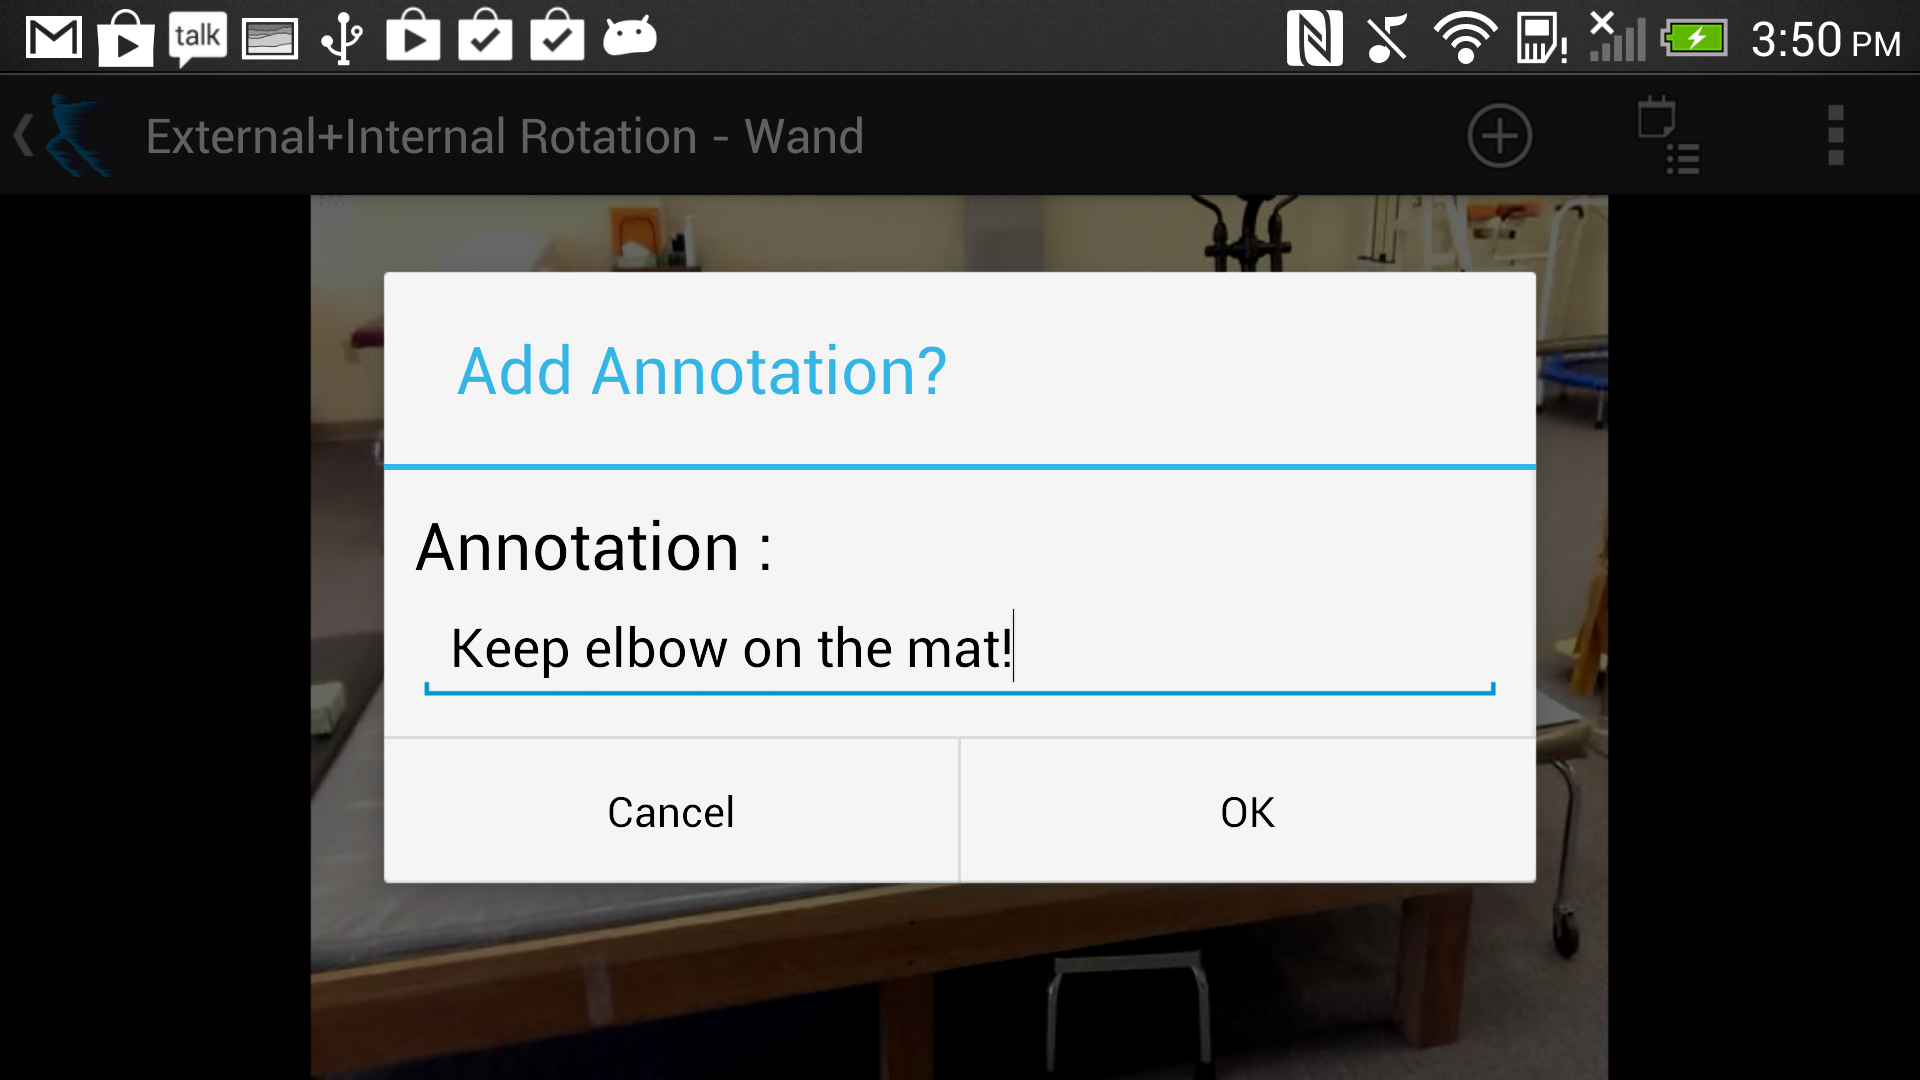 talk
3:50 PM
External+Internal Rotation - Wand
Add Annotation?
Annotation :
Keep elbow on the mat!
Cancel
OK